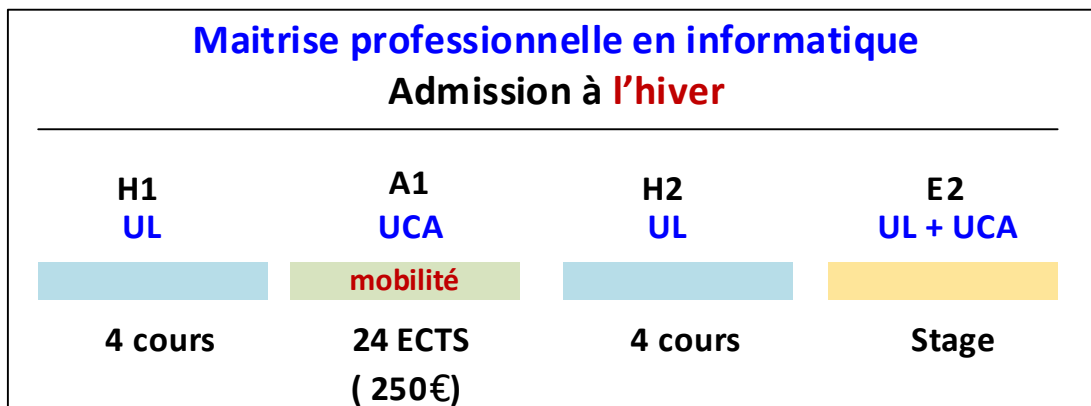 Maitrise professionnelle en informatique
Admission à l’hiver
H1 A1 H2 E2
UL UCA UL UL + UCA
mobilité
4 cours 24 ECTS 4 cours Stage
( 250€)